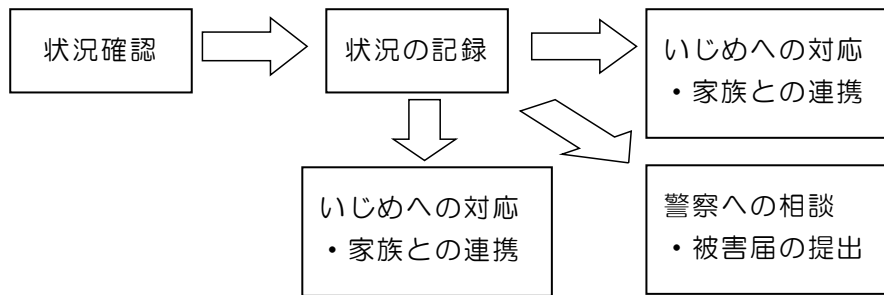 状況確認
状況の記録
いじめへの対応
・家族との連携
いじめへの対応
・家族との連携
警察への相談
・被害届の提出